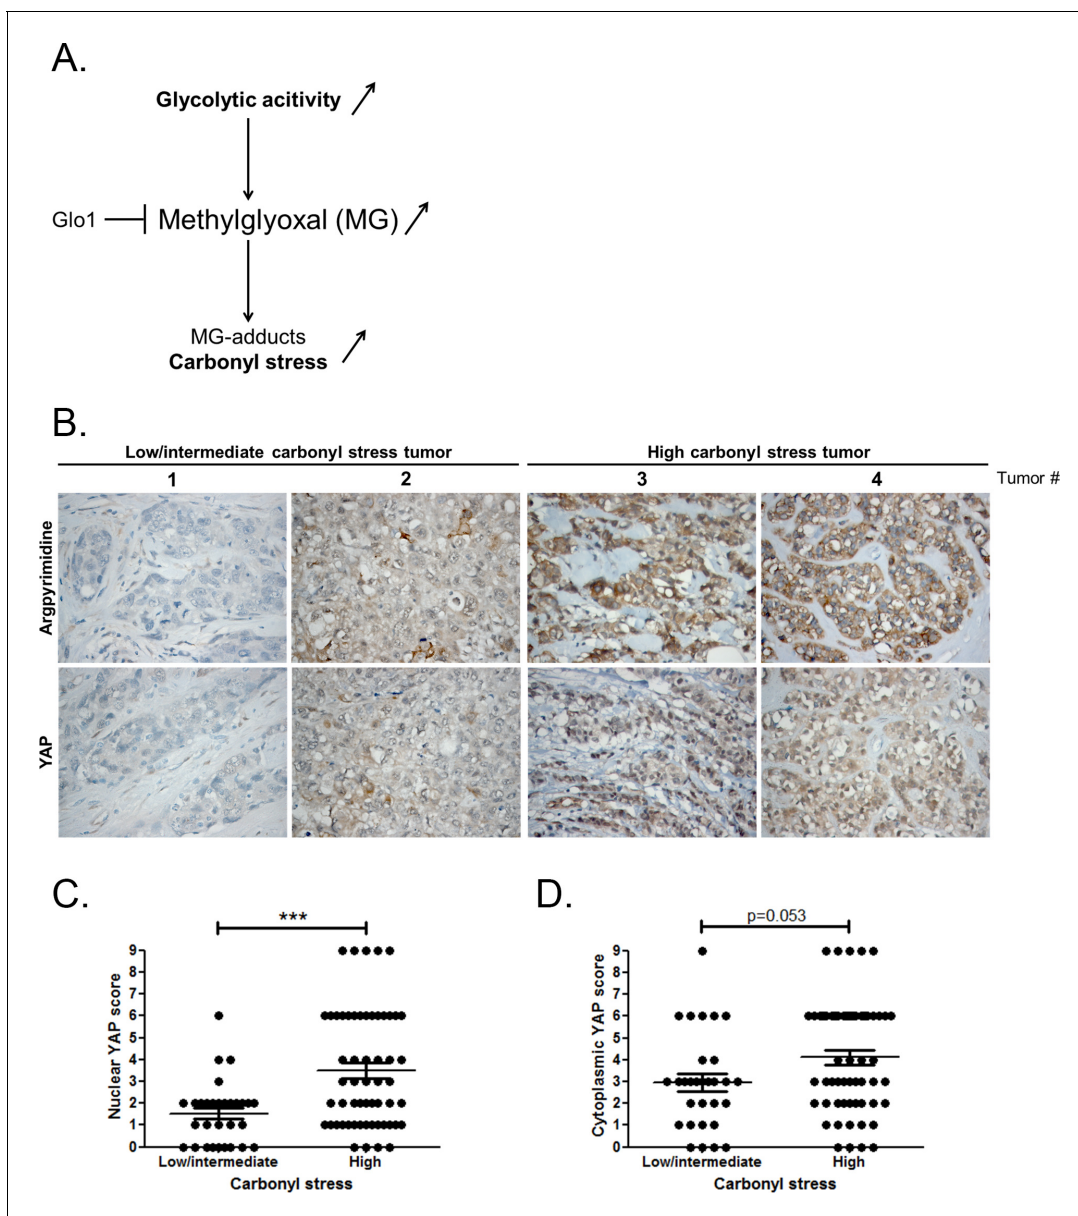 A.
Glycolytic acitivity
Glo1
Methylglyoxal (MG)
MG-adducts
Carbonyl stress
B.
Low/intermediate carbonyl stress tumor
High carbonyl stress tumor
1
2
3
4
Tumor #
Argpyrimidine
YAP
C.
***
Nuclear YAP score
9
8
7
6
5
4
3
2
1
0
Low/intermediate
High
Carbonyl stress
D.
p=0.053
Cytoplasmic YAP score
9
8
7
6
5
4
3
2
1
0
Low/intermediate
High
Carbonyl stress